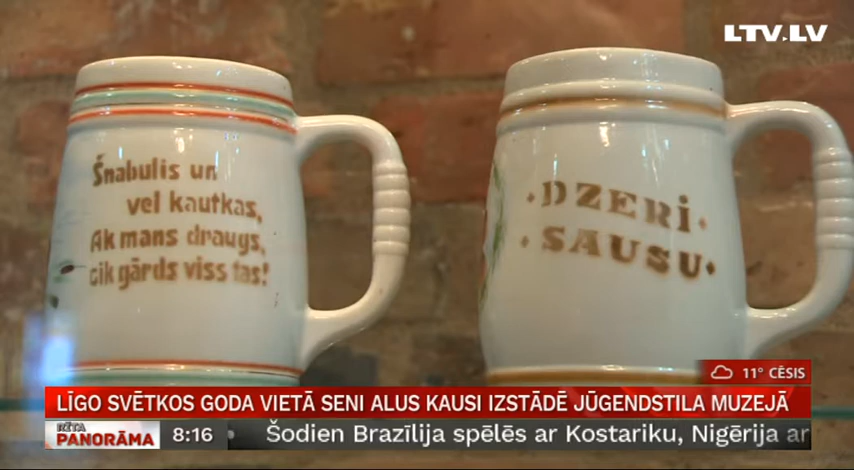 LTV.LV
Šnabulis un
vel kautkas,
Ak mans draugs,
cik gārds viss tas!
DZERi
SAUSU
11° CĒSIS
LĪGO SVĒTKOS GODA VIETĀ SENI ALUS KAUSI IZSTĀDĒ JŪGENDSTILA MUZEJĀ
RĪTA
PANORĀMA
8:16
Šodien Brazīlija spēlēs ar Kostariku, Nigērija ar